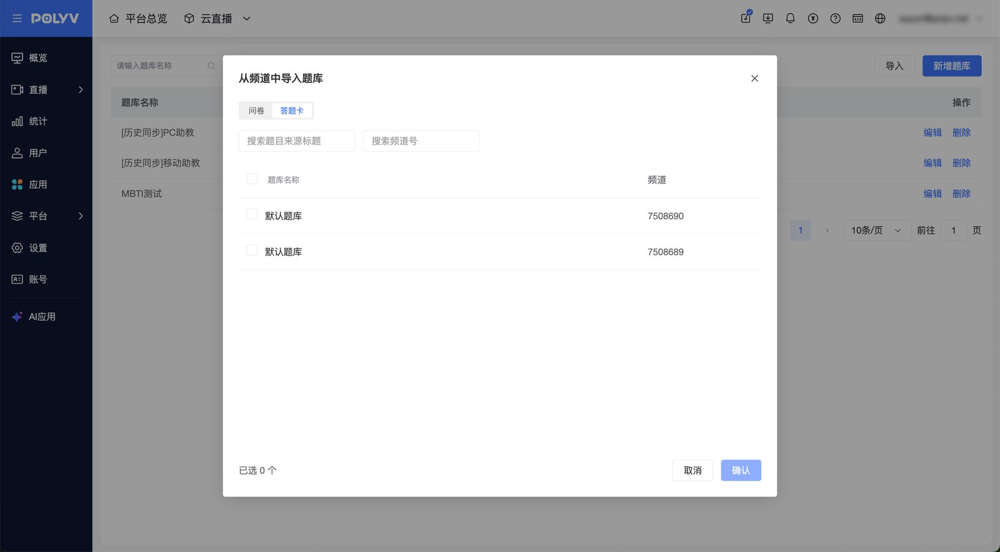 POLYV
平台总览
云直播
概览
直播
统计
用户
应用
平台
设置
账号
AI应用
请输入题库名称
导入
新增题库
题库名称
操作
[历史同步]PC助教
编辑 删除
[历史同步]移动助教
编辑 删除
MBTI测试
编辑 删除
1
10条/页
前往 1 页
从频道中导入题库
问卷 答题卡
搜索题目来源标题
搜索频道号
题库名称 频道
默认题库 7508690
默认题库 7508689
已选 0 个
取消 确认